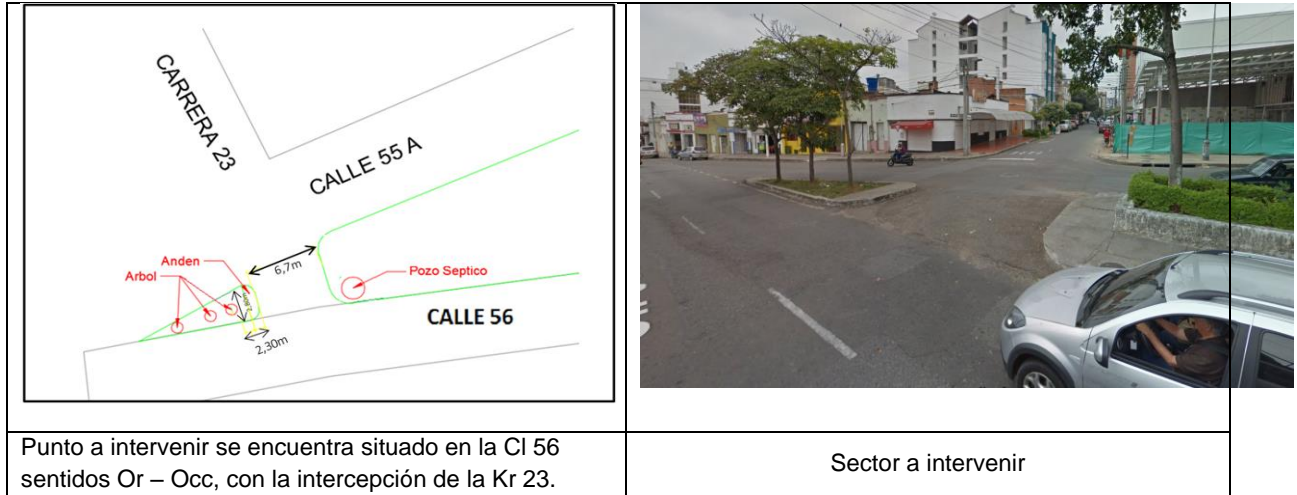 CARRERA 23
CALLE 55 A
6,7m
Anden
Arbol
Pozo Septico
CALLE 56
2,30m
Punto a intervenir se encuentra situado en la Cl 56
sentidos Or – Occ, con la intercepción de la Kr 23.
Sector a intervenir